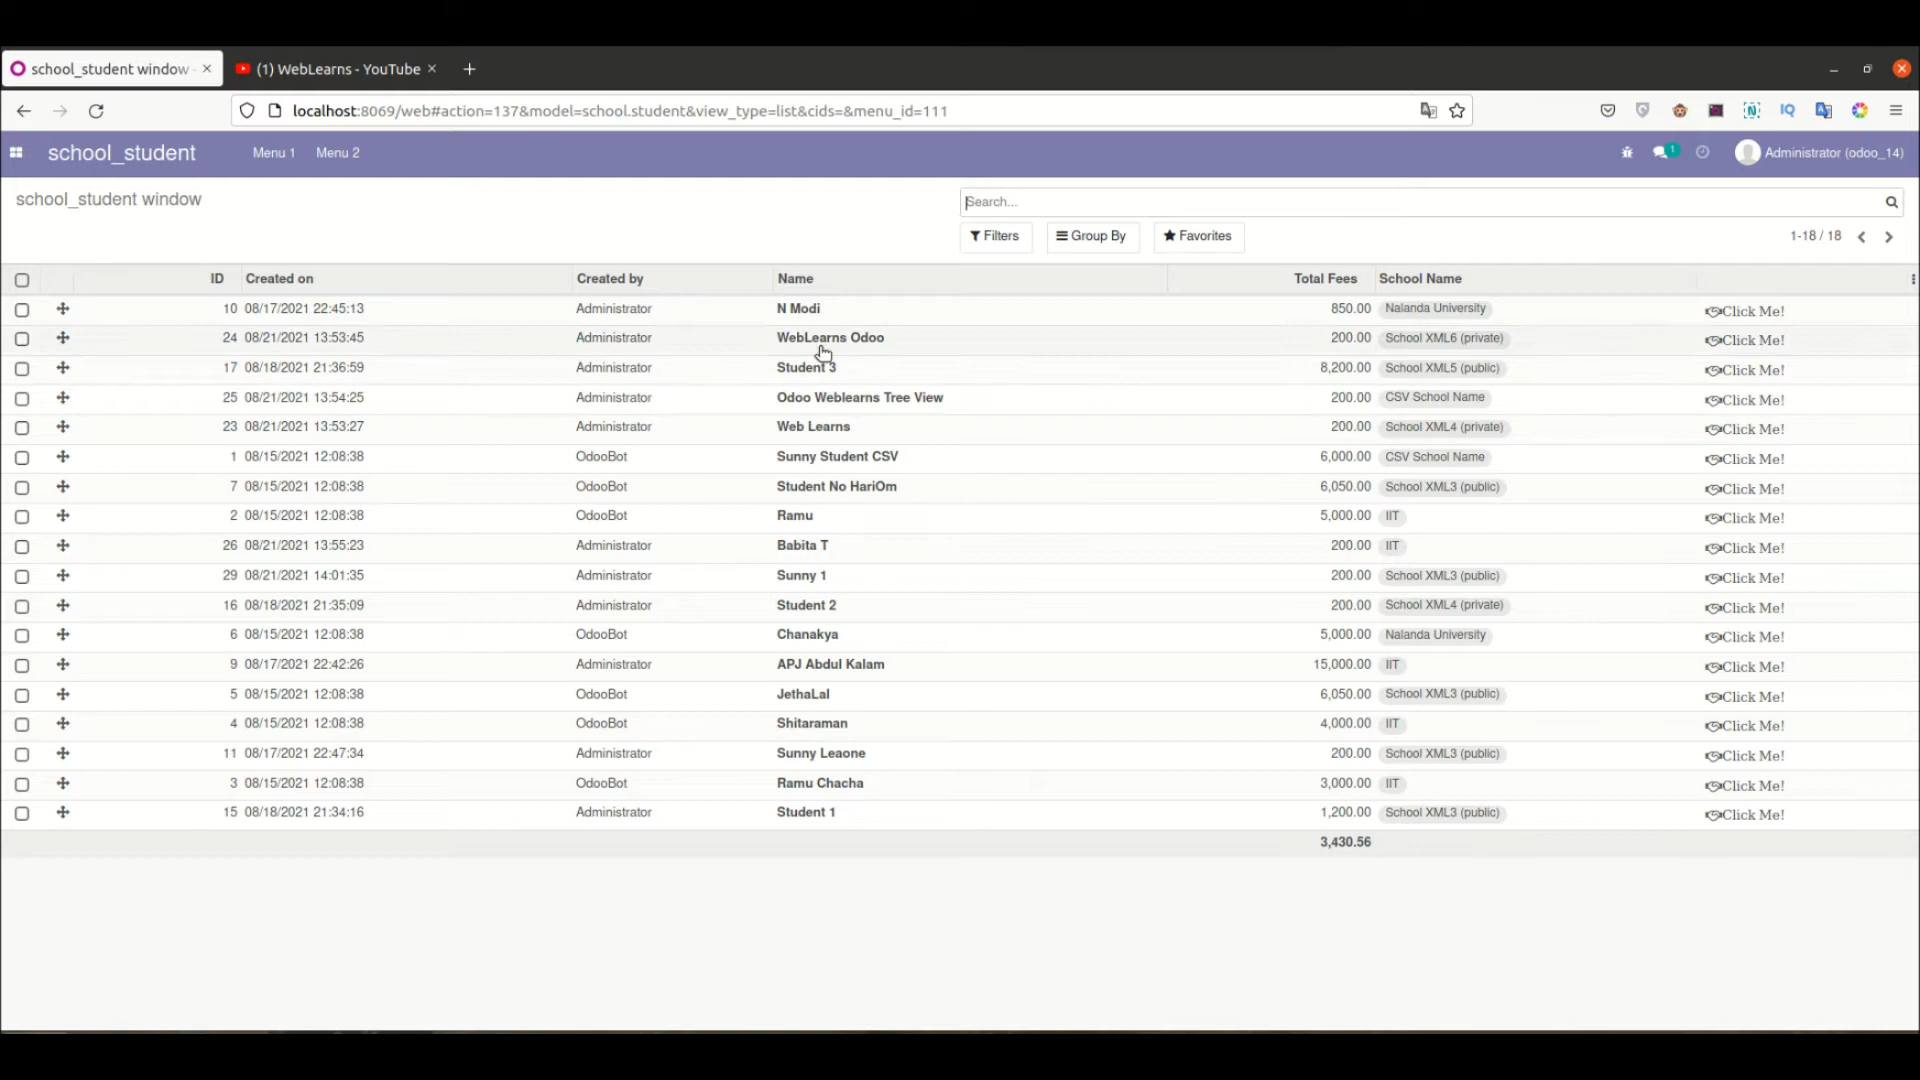 school_student window
(1) WebLearns - YouTube
localhost:8069/web#action=137&model=school.student&view_type=list&cids=&menu_id=111
school_student Menu 1 Menu 2 1 Administrator (odoo_14)
school_student window
Search...
Filters Group By Favorites 1-18 / 18
ID Created on Created by Name Total Fees School Name
10 08/17/2021 22:45:13 Administrator N Modi 850.00 Nalanda University Click Me!
24 08/21/2021 13:53:45 Administrator WebLearns Odoo 200.00 School XML6 (private) Click Me!
17 08/18/2021 21:36:59 Administrator Student 3 8,200.00 School XML5 (public) Click Me!
25 08/21/2021 13:54:25 Administrator Odoo Weblearns Tree View 200.00 CSV School Name Click Me!
23 08/21/2021 13:53:27 Administrator Web Learns 200.00 School XML4 (private) Click Me!
1 08/15/2021 12:08:38 OdooBot Sunny Student CSV 6,000.00 CSV School Name Click Me!
7 08/15/2021 12:08:38 OdooBot Student No HariOm 6,050.00 School XML3 (public) Click Me!
2 08/15/2021 12:08:38 OdooBot Ramu 5,000.00 IIT Click Me!
26 08/21/2021 13:55:23 Administrator Babita T 200.00 IIT Click Me!
29 08/21/2021 14:01:35 Administrator Sunny 1 200.00 School XML3 (public) Click Me!
16 08/18/2021 21:35:09 Administrator Student 2 200.00 School XML4 (private) Click Me!
6 08/15/2021 12:08:38 OdooBot Chanakya 5,000.00 Nalanda University Click Me!
9 08/17/2021 22:42:26 Administrator APJ Abdul Kalam 15,000.00 IIT Click Me!
5 08/15/2021 12:08:38 OdooBot JethaLal 6,050.00 School XML3 (public) Click Me!
4 08/15/2021 12:08:38 OdooBot Shitaraman 4,000.00 IIT Click Me!
11 08/17/2021 22:47:34 Administrator Sunny Leaone 200.00 School XML3 (public) Click Me!
3 08/15/2021 12:08:38 OdooBot Ramu Chacha 3,000.00 IIT Click Me!
15 08/18/2021 21:34:16 Administrator Student 1 1,200.00 School XML3 (public) Click Me!
3,430.56